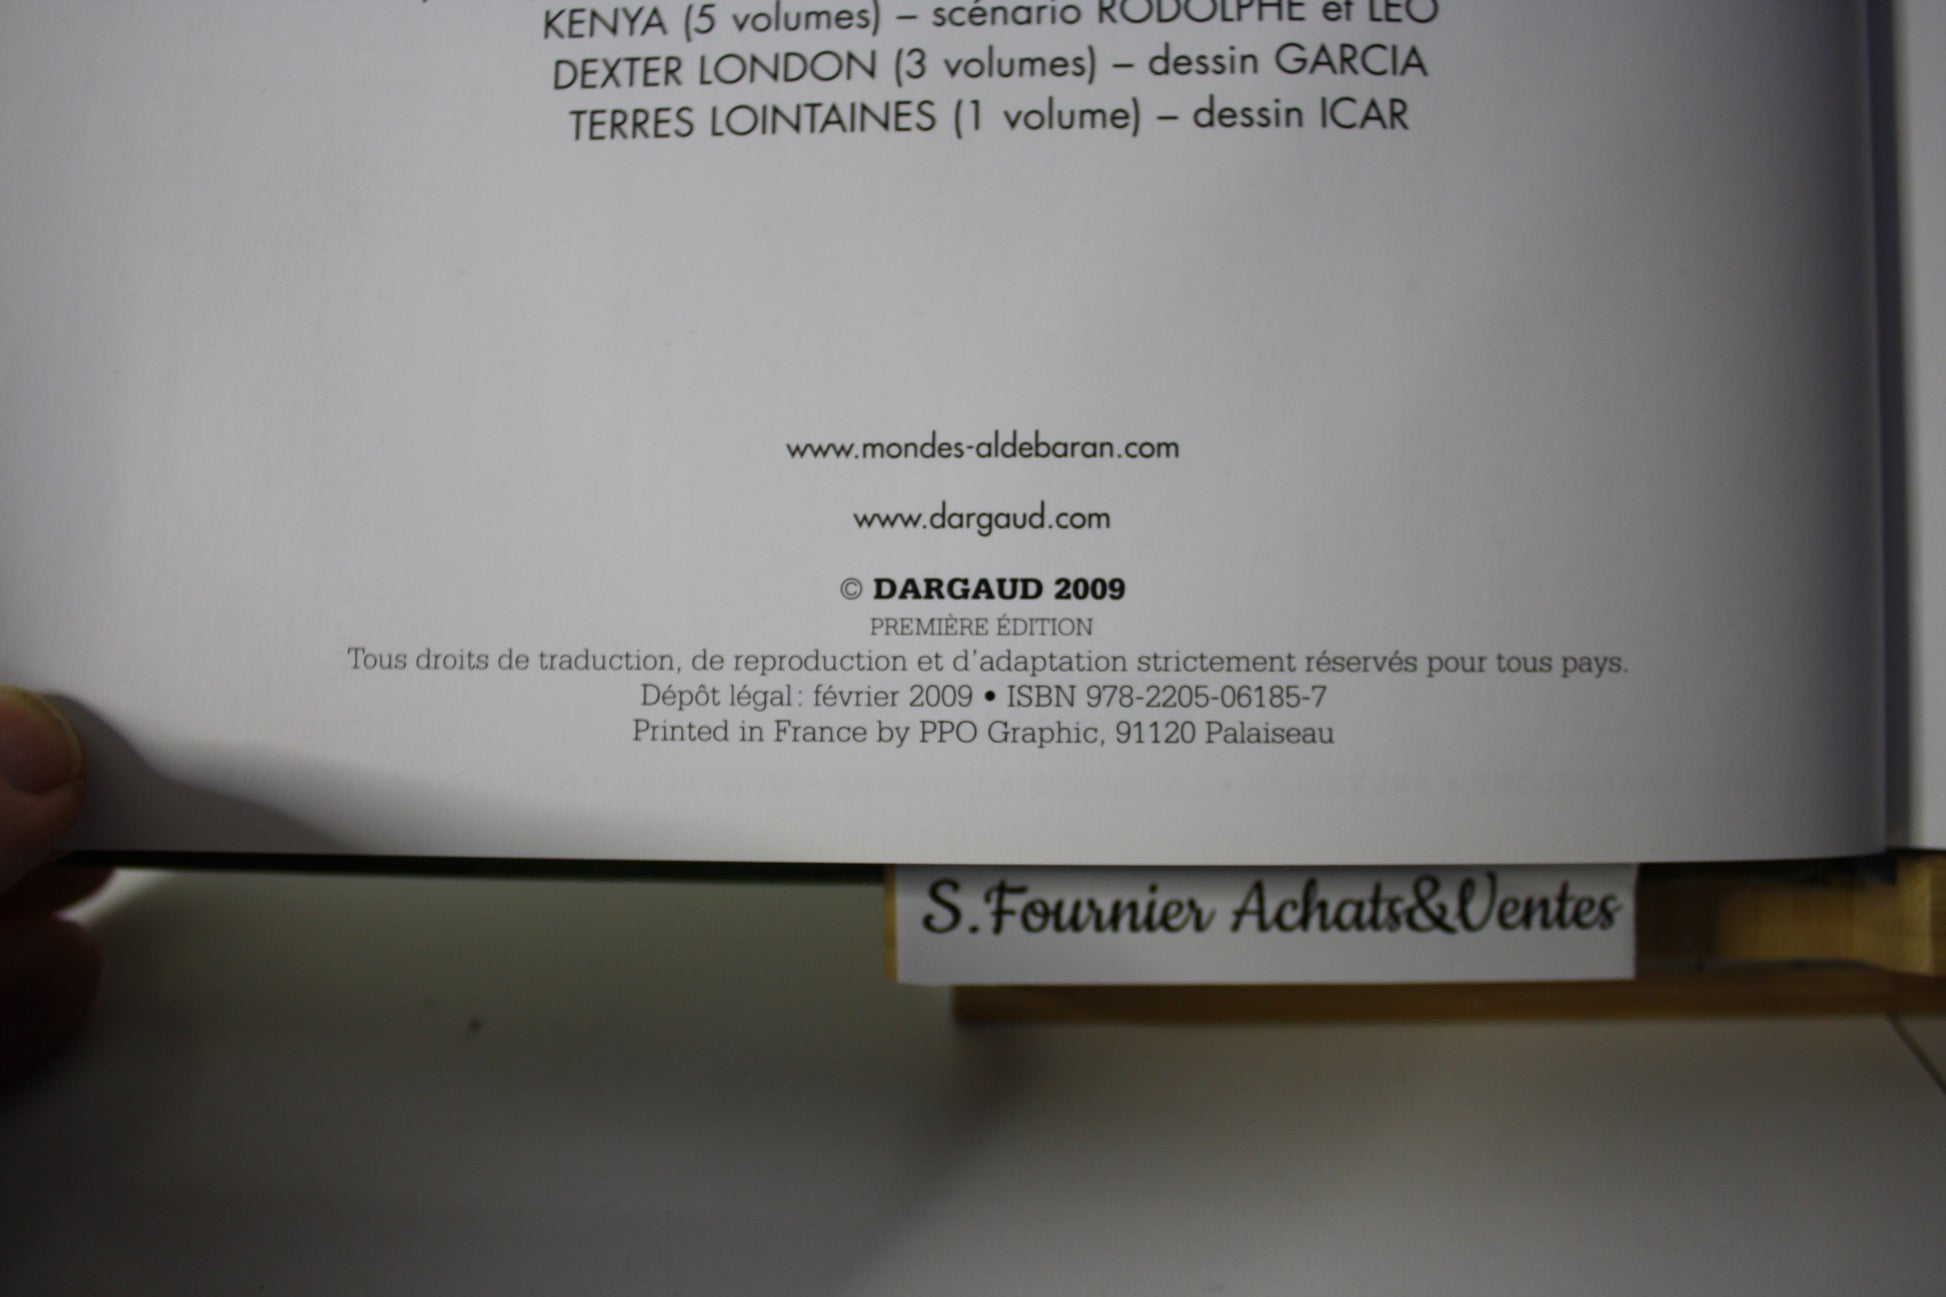 KENYA (5 volumes) – scénario RODOLPHE et LEO
DEXTER LONDON (3 volumes) – dessin GARCIA
TERRES LOINTAINES (1 volume) – dessin ICAR
www.mondes-aldebaran.com
www.dargaud.com
© DARGAUD 2009
PREMIÈRE ÉDITION
Tous droits de traduction, de reproduction et d'adaptation strictement réservés pour tous pays.
Dépôt légal : février 2009 • ISBN 978-2205-06185-7
Printed in France by PPO Graphic, 91120 Palaiseau
S.Fournier Achats&Ventes